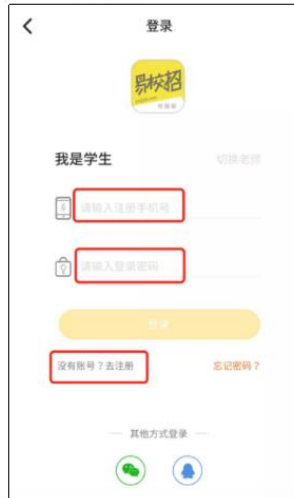 登录
易校招
我是学生
切换老师
请输入注册手机号
请输入登录密码
登录
没有账号？去注册
忘记密码？
其他方式登录